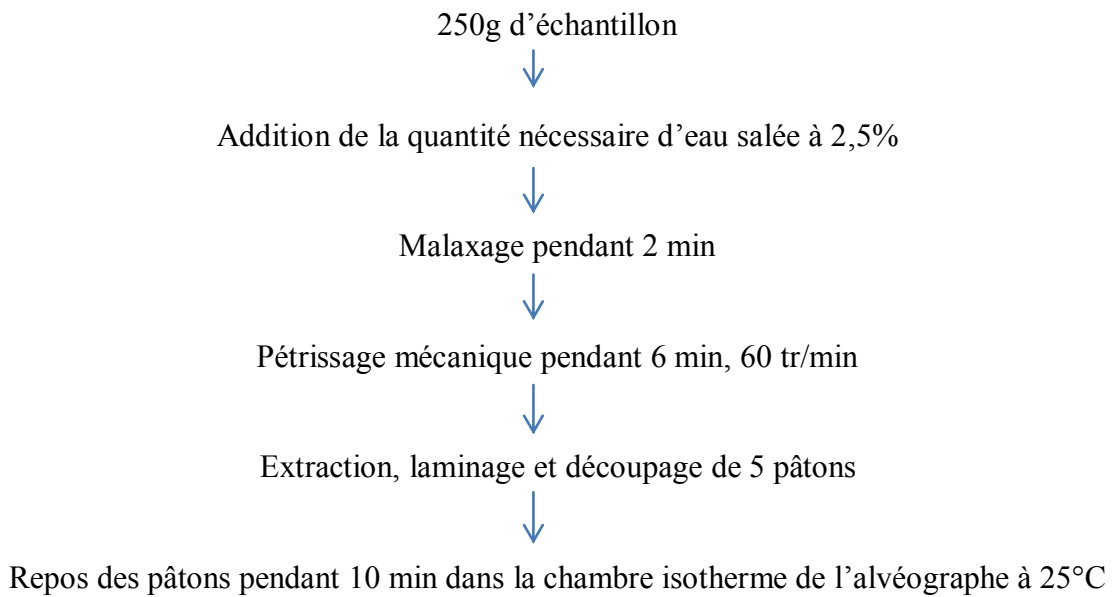 250g d’échantillon
Addition de la quantité nécessaire d’eau salée à 2,5%
Malaxage pendant 2 min
Pétrissage mécanique pendant 6 min, 60 tr/min
Extraction, laminage et découpage de 5 pâtons
Repos des pâtons pendant 10 min dans la chambre isotherme de l’alvéographe à 25°C